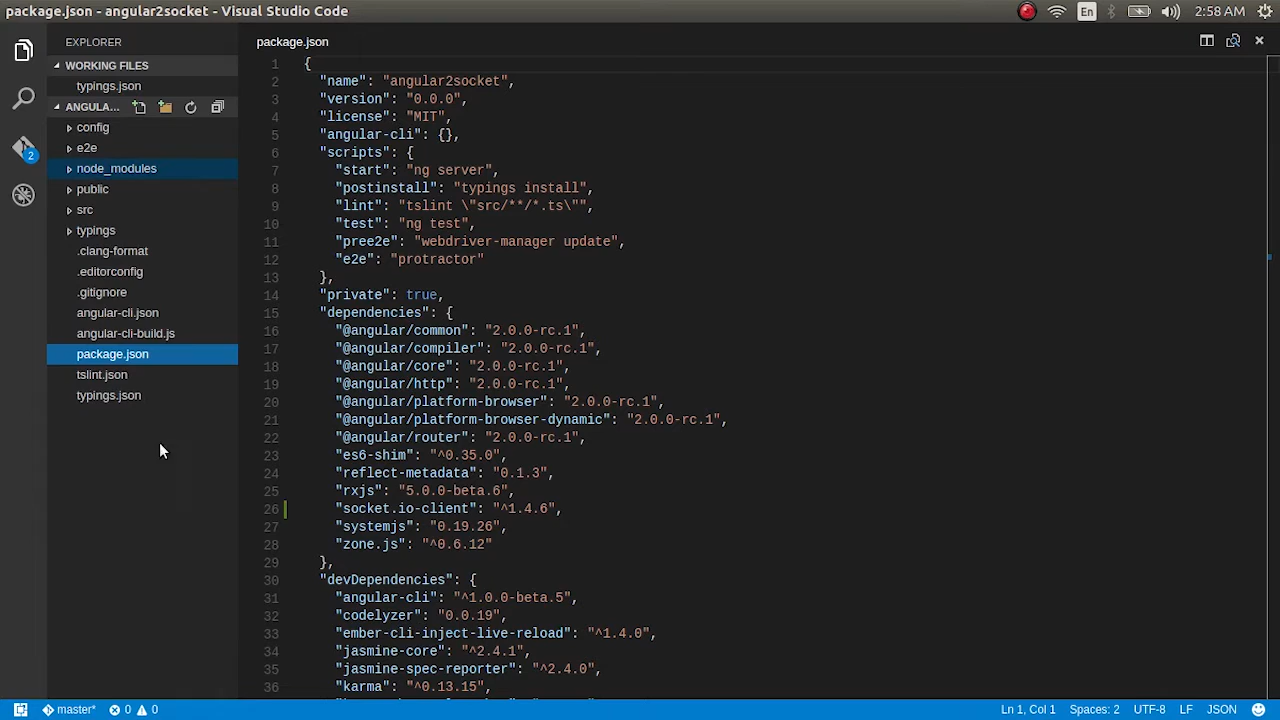 package.json - angular2socket - Visual Studio Code
En
2:58 AM
EXPLORER
WORKING FILES
typings.json
ANGULA...
config
e2e
node_modules
public
src
typings
.clang-format
.editorconfig
.gitignore
angular-cli.json
angular-cli-build.js
package.json
tslint.json
typings.json
2
package.json
1 {
2 "name": "angular2socket",
3 "version": "0.0.0",
4 "license": "MIT",
5 "angular-cli": {},
6 "scripts": {
7 "start": "ng server",
8 "postinstall": "typings install",
9 "lint": "tslint \"src/**/*.ts\"",
10 "test": "ng test",
11 "pree2e": "webdriver-manager update",
12 "e2e": "protractor"
13 },
14 "private": true,
15 "dependencies": {
16 "@angular/common": "2.0.0-rc.1",
17 "@angular/compiler": "2.0.0-rc.1",
18 "@angular/core": "2.0.0-rc.1",
19 "@angular/http": "2.0.0-rc.1",
20 "@angular/platform-browser": "2.0.0-rc.1",
21 "@angular/platform-browser-dynamic": "2.0.0-rc.1",
22 "@angular/router": "2.0.0-rc.1",
23 "es6-shim": "^0.35.0",
24 "reflect-metadata": "0.1.3",
25 "rxjs": "5.0.0-beta.6",
26 "socket.io-client": "^1.4.6",
27 "systemjs": "0.19.26",
28 "zone.js": "^0.6.12"
29 },
30 "devDependencies": {
31 "angular-cli": "^1.0.0-beta.5",
32 "codelyzer": "0.0.19",
33 "ember-cli-inject-live-reload": "^1.4.0",
34 "jasmine-core": "^2.4.1",
35 "jasmine-spec-reporter": "^2.4.0",
36 "karma": "^0.13.15",
master* 0 0
Ln 1, Col 1 Spaces: 2 UTF-8 LF JSON